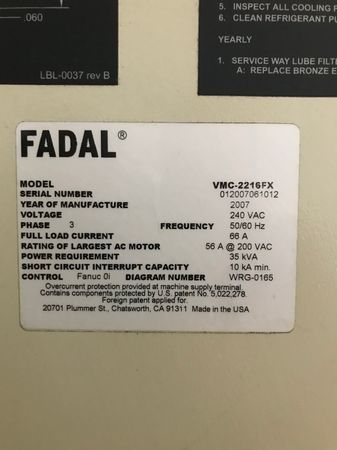 .060
LBL-0037 rev B
5. INSPECT ALL COOLING
6. CLEAN REFRIGERANT
YEARLY
1. SERVICE WAY LUBE
A: REPLACE BRONZE
FADAL®
MODEL VMC-2216FX
SERIAL NUMBER 012007061012
YEAR OF MANUFACTURE 2007
VOLTAGE 240 VAC
PHASE 3 FREQUENCY 50/60 Hz
FULL LOAD CURRENT 66 A
RATING OF LARGEST AC MOTOR 56 A @ 200 VAC
POWER REQUIREMENT 35 kVA
SHORT CIRCUIT INTERRUPT CAPACITY 10 kA min.
CONTROL Fanuc 0i DIAGRAM NUMBER WRG-0165
Overcurrent protection provided at machine supply terminal.
Contains components protected by U.S. patent No. 5,022,278.
Foreign patent applied for.
20701 Plummer St., Chatsworth, CA 91311 Made in the USA